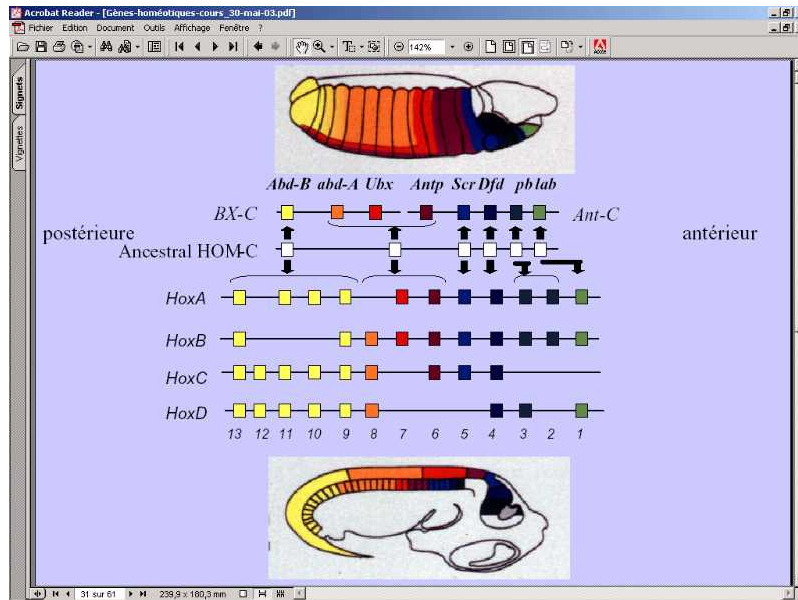 Acrobat Reader - [Gènes-homéotiques-cours_30-mai-03.pdf]
Fichier Edition Document Outils Affichage Fenêtre ?
142%
Signets
Vignettes
Abd-B abd-A Ubx Antp Scr Dfd pb lab
BX-C Ant-C
postérieure antérieur
Ancestral HOM-C
HoxA
HoxB
HoxC
HoxD
13 12 11 10 9 8 7 6 5 4 3 2 1
31 sur 61 239,9 x 180,3 mm